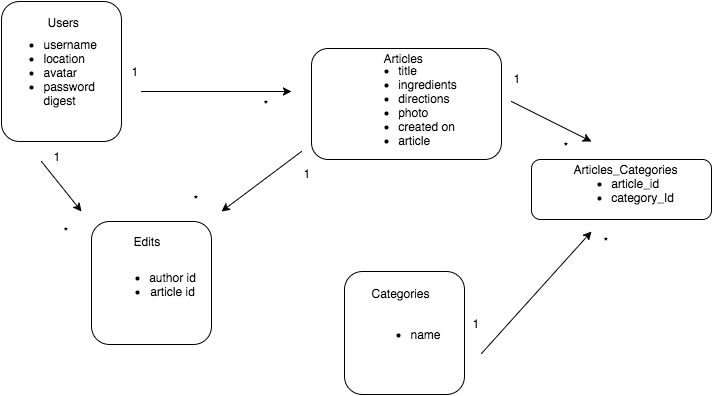 Users
• username
• location
• avatar
• password
digest
1
*
Articles
• title
• ingredients
• directions
• photo
• created on
• article
1
*
Articles_Categories
• article_id
• category_Id
1
*
1
*
Edits
• author id
• article id
Categories
• name
1
*